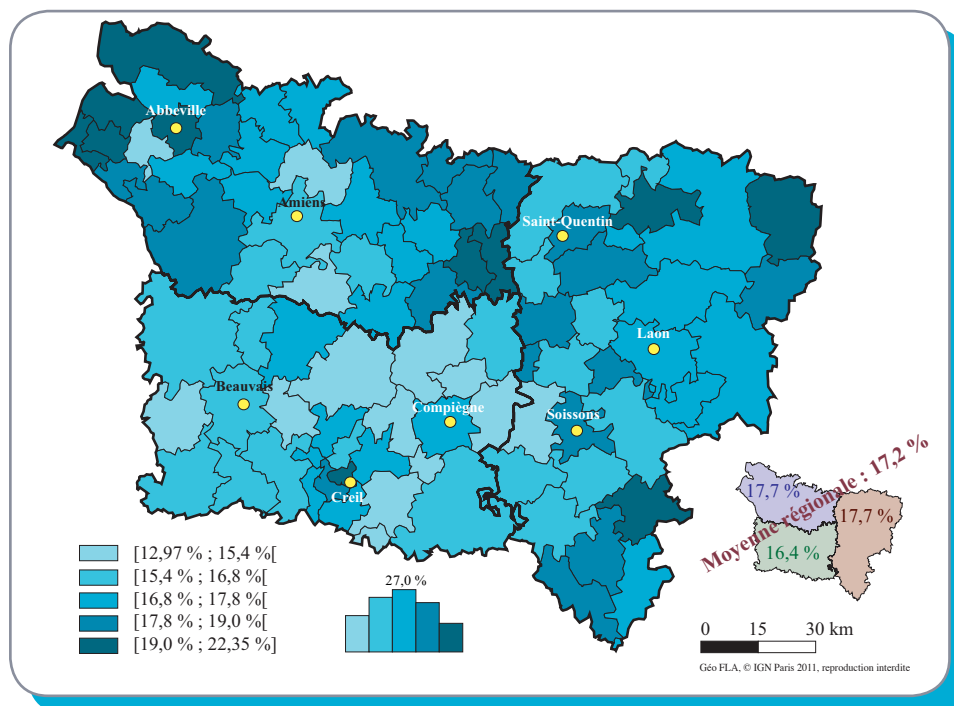 Abbeville
Amiens
Saint-Quentin
Laon
Beauvais
Compiègne
Soissons
Creil
[12,97 % ; 15,4 %[
[15,4 % ; 16,8 %[
[16,8 % ; 17,8 %[
[17,8 % ; 19,0 %[
[19,0 % ; 22,35 %]
27,0 %
Moyenne régionale : 17,2 %
17,7 %
17,7 %
16,4 %
0 15 30 km
Géo FLA, © IGN Paris 2011, reproduction interdite